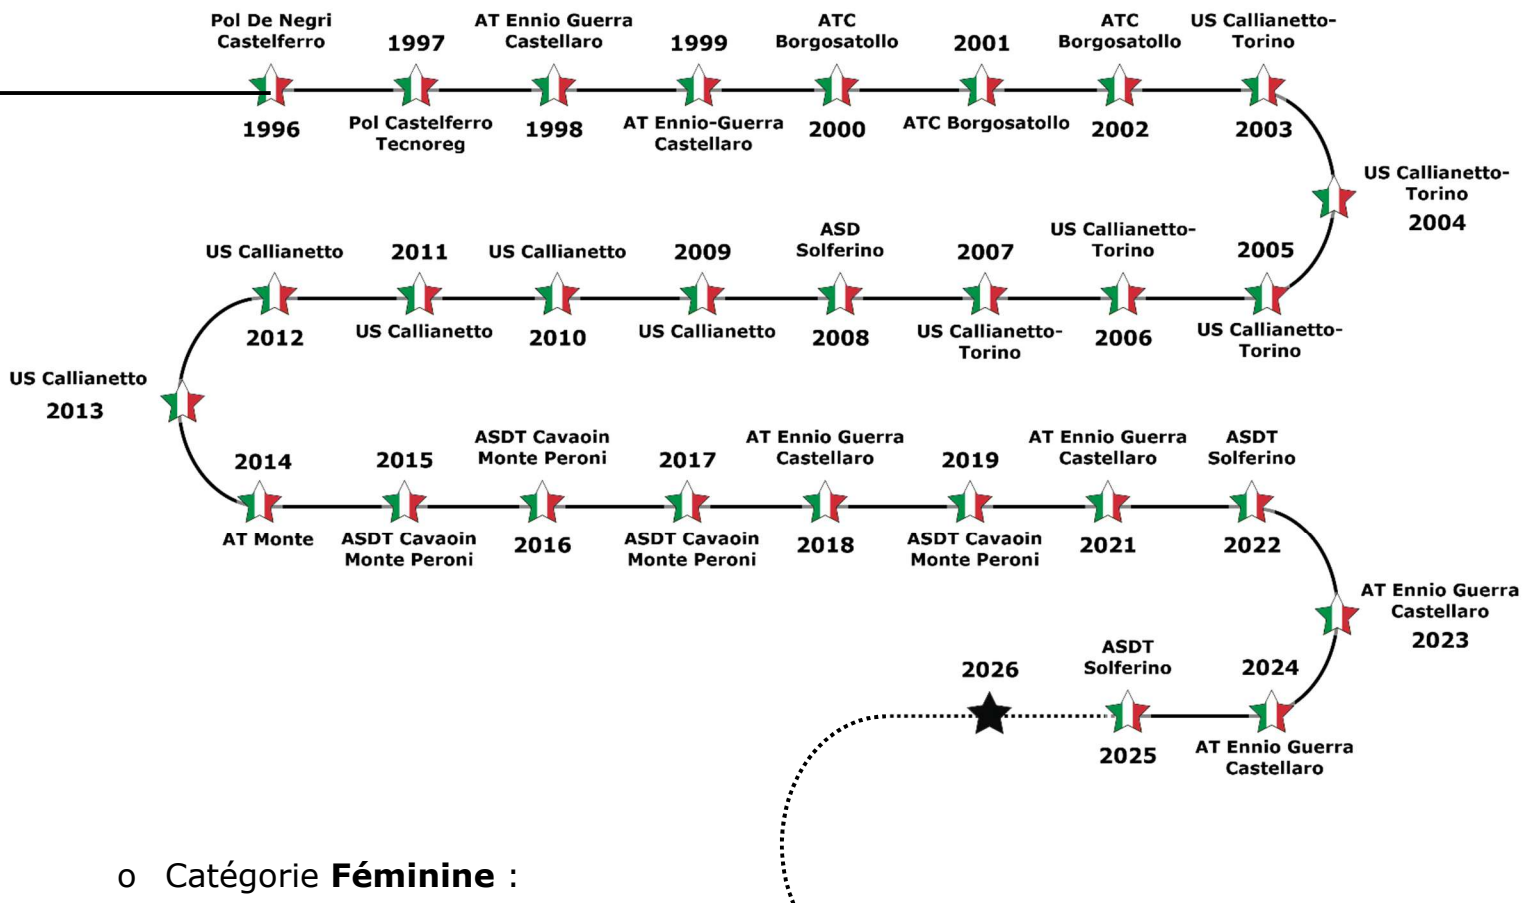 Pol De Negri
Castelferro
1996
1997
Pol Castelferro
Tecnoreg
AT Ennio Guerra
Castellaro
1998
1999
AT Ennio-Guerra
Castellaro
ATC
Borgosatollo
2000
2001
ATC Borgosatollo
ATC
Borgosatollo
2002
US Callianetto-
Torino
2003
US Callianetto-
Torino
2004
2005
US Callianetto-
Torino
US Callianetto-
Torino
2006
2007
US Callianetto-
Torino
ASD
Solferino
2008
2009
US Callianetto
US Callianetto
2010
2011
US Callianetto
US Callianetto
2012
US Callianetto
2013
2014
AT Monte
2015
ASDT Cavaoin
Monte Peroni
ASDT Cavaoin
Monte Peroni
2016
2017
ASDT Cavaoin
Monte Peroni
AT Ennio Guerra
Castellaro
2018
2019
ASDT Cavaoin
Monte Peroni
AT Ennio Guerra
Castellaro
2021
ASDT
Solferino
2022
AT Ennio Guerra
Castellaro
2023
2024
AT Ennio Guerra
Castellaro
ASDT
Solferino
2025
2026
o Catégorie Féminine :